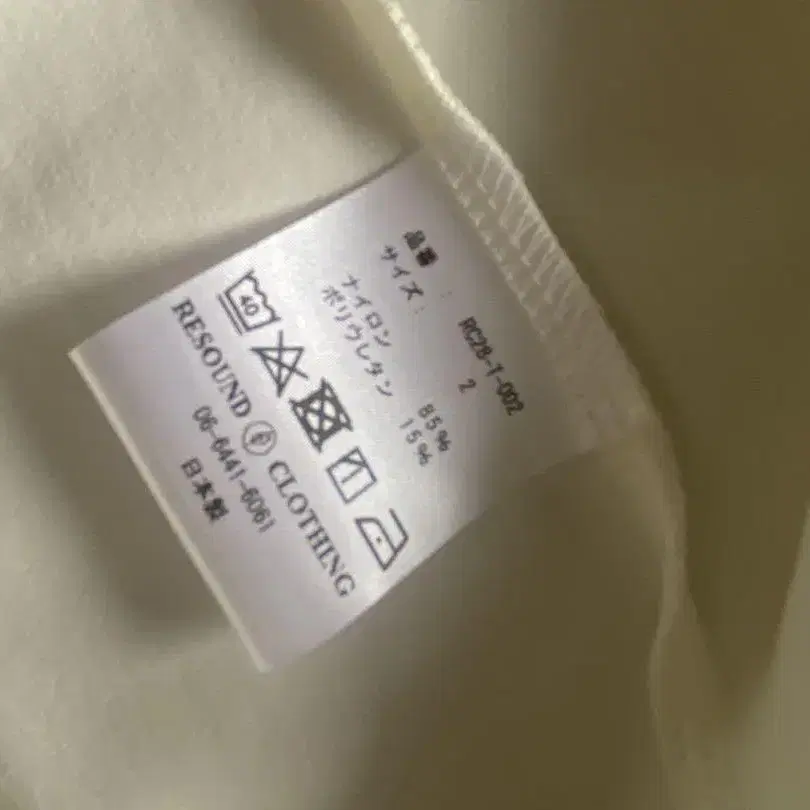 品番 : RC28-T-002
サイズ : 2
ナイロン 85%
ポリウレタン 15%
40
RESOUND CLOTHING
06-6441-6061
日本製